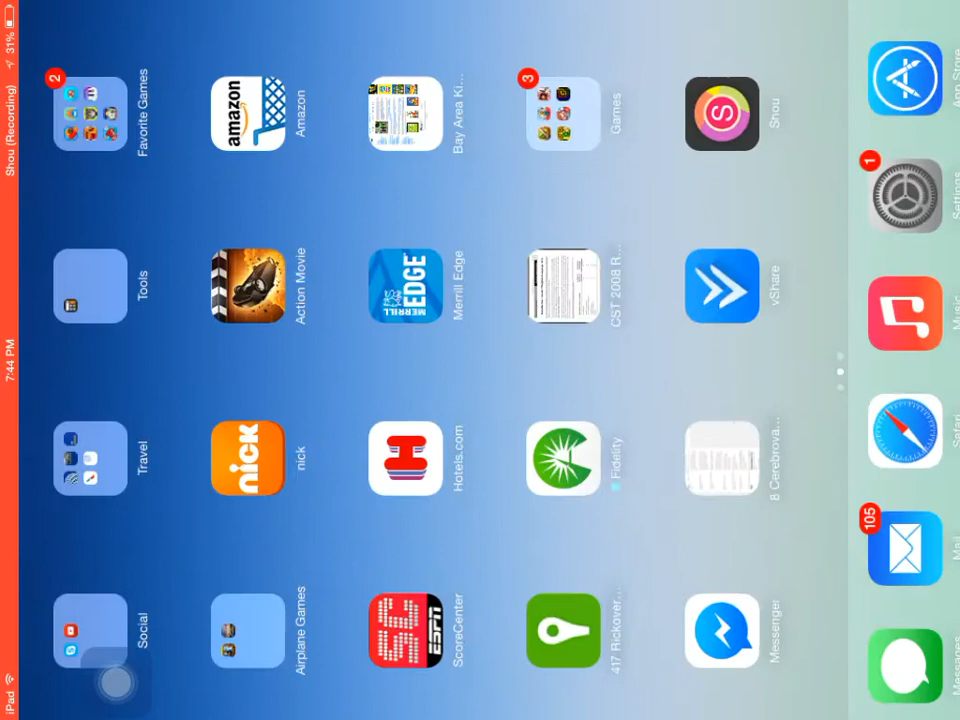 iPad 7:44 PM Shou (Recording) 31%
2
Social Travel Tools Favorite Games
nick amazon
Airplane Games nick Action Movie Amazon
SC ESPN H MERRILL EDGE
ScoreCenter Hotels.com Merrill Edge Bay Area Ki...
3
417 Rickover... Fidelity CST 2008 R... Games
S
Messenger 8 Cerebrova... vShare Shou
105 1
Messages Mail Safari Music Settings App Store